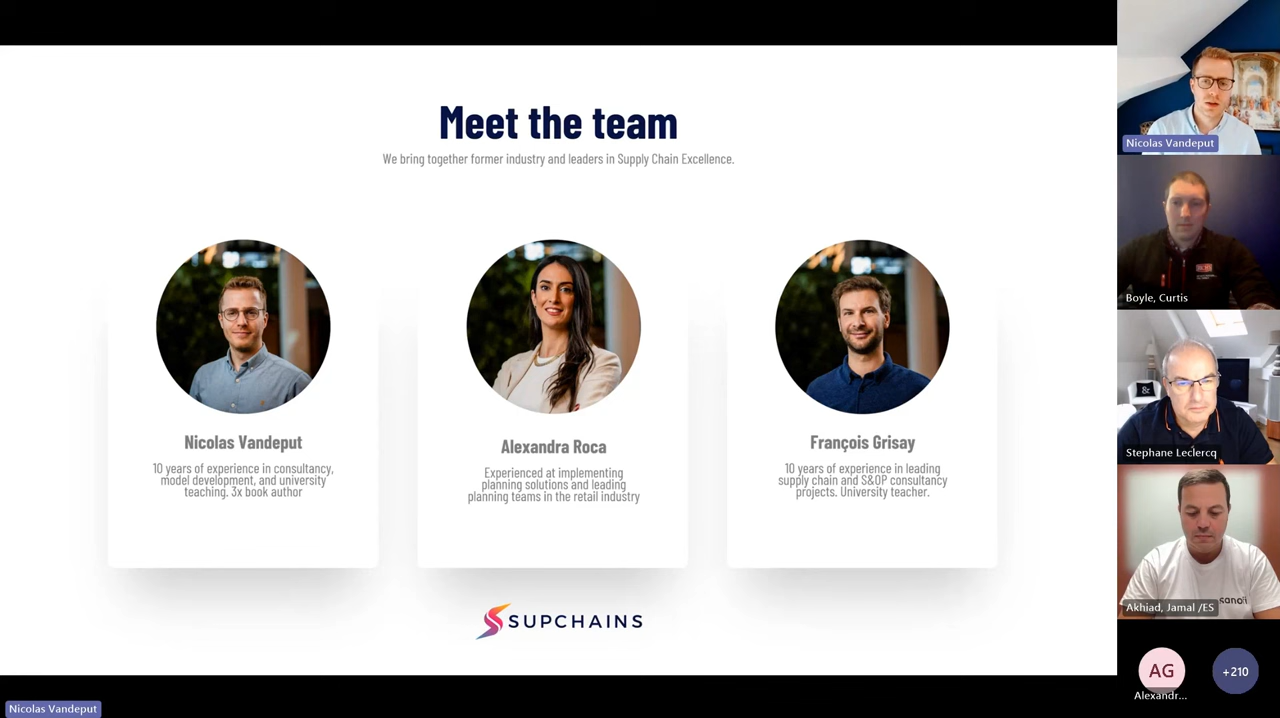 Meet the team
We bring together former industry and leaders in Supply Chain Excellence.
Nicolas Vandeput
10 years of experience in consultancy,
model development, and university
teaching. 3x book author
Alexandra Roca
Experienced at implementing
planning solutions and leading
planning teams in the retail industry
François Grisay
10 years of experience in leading
supply chain and S&OP consultancy
projects. University teacher.
SUPCHAINS
Nicolas Vandeput
Nicolas Vandeput
Boyle, Curtis
&
Stephane Leclercq
sanofi
Akhiad, Jamal /ES
AG
Alexandr...
+210